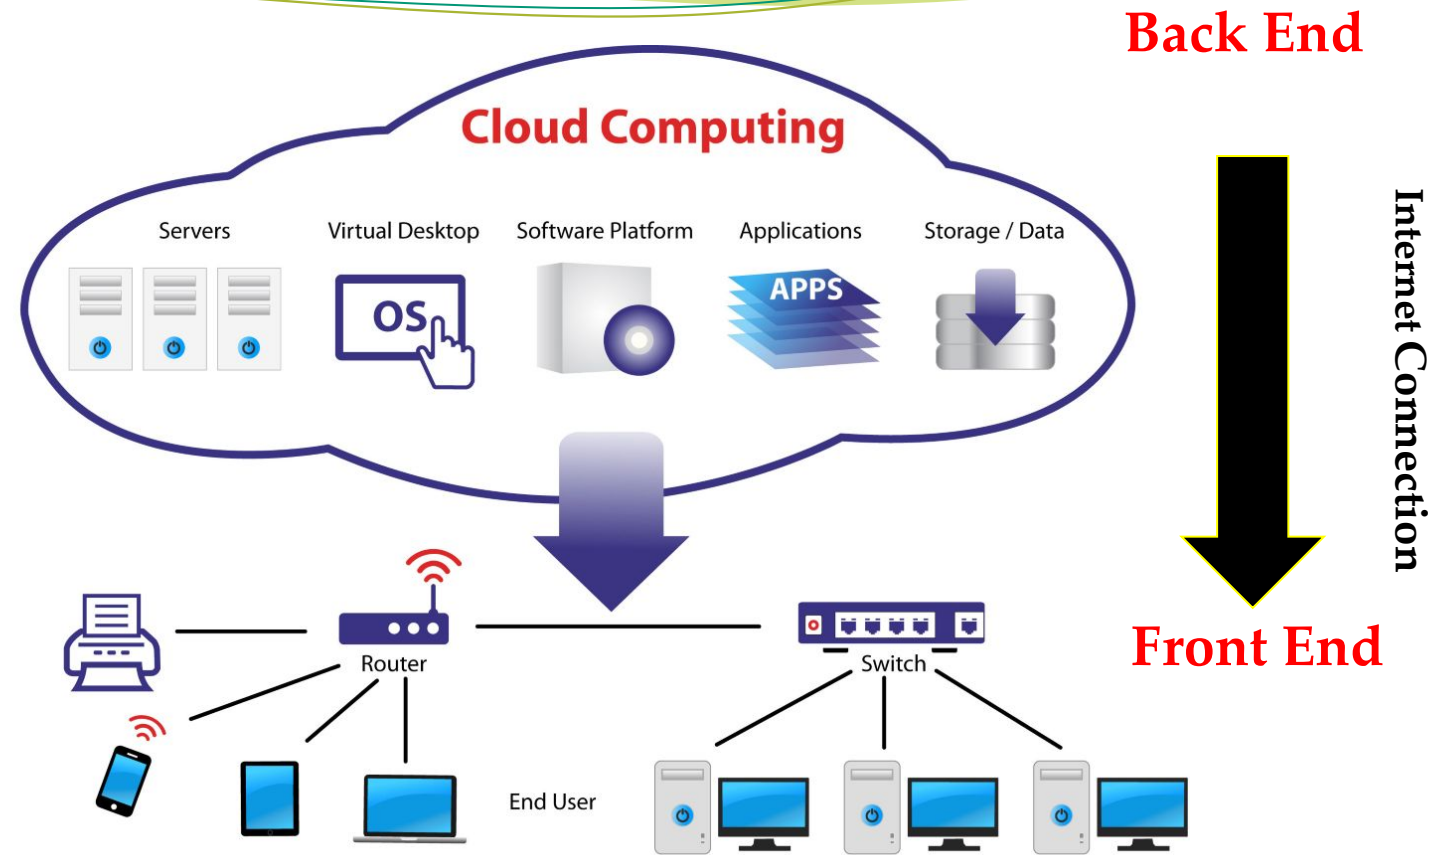 Back End
Cloud Computing
Servers
Virtual Desktop
Software Platform
Applications
Storage / Data
OS
APPS
Internet Connection
Router
Switch
Front End
End User